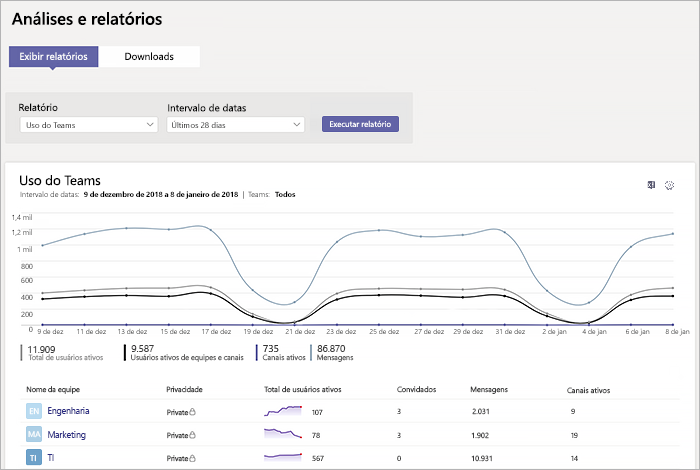 Análises e relatórios
Exibir relatórios Downloads
Relatório Intervalo de datas
Uso do Teams Últimos 28 dias Executar relatório
Uso do Teams
Intervalo de datas: 9 de dezembro de 2018 a 8 de janeiro de 2018 | Teams: Todos
1,4 mil
1,2 mil
1 mil
800
600
400
200
0
9 de dez 11 de dez 13 de dez 15 de dez 17 de dez 19 de dez 21 de dez 23 de dez 25 de dez 27 de dez 29 de dez 31 de dez 2 de jan 4 de jan 6 de jan 8 de jan
11.909 9.587 735 86.870
Total de usuários ativos Usuários ativos de equipes e canais Canais ativos Mensagens
Nome da equipe Privacidade Total de usuários ativos Convidados Mensagens Canais ativos
EN Engenharia Private 107 3 2.031 9
MA Marketing Private 78 3 1.902 19
TI TI Private 567 0 10.931 14